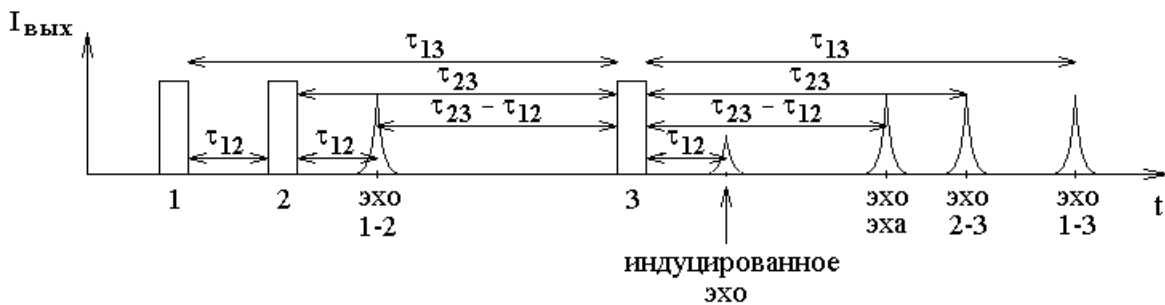 I вых
τ13
τ13
τ23
τ23
τ23 − τ12
τ23 − τ12
τ12
τ12
τ12
1
2
эхо
1-2
3
эхо
эха
эхо
2-3
эхо
1-3
t
индуцированное
эхо